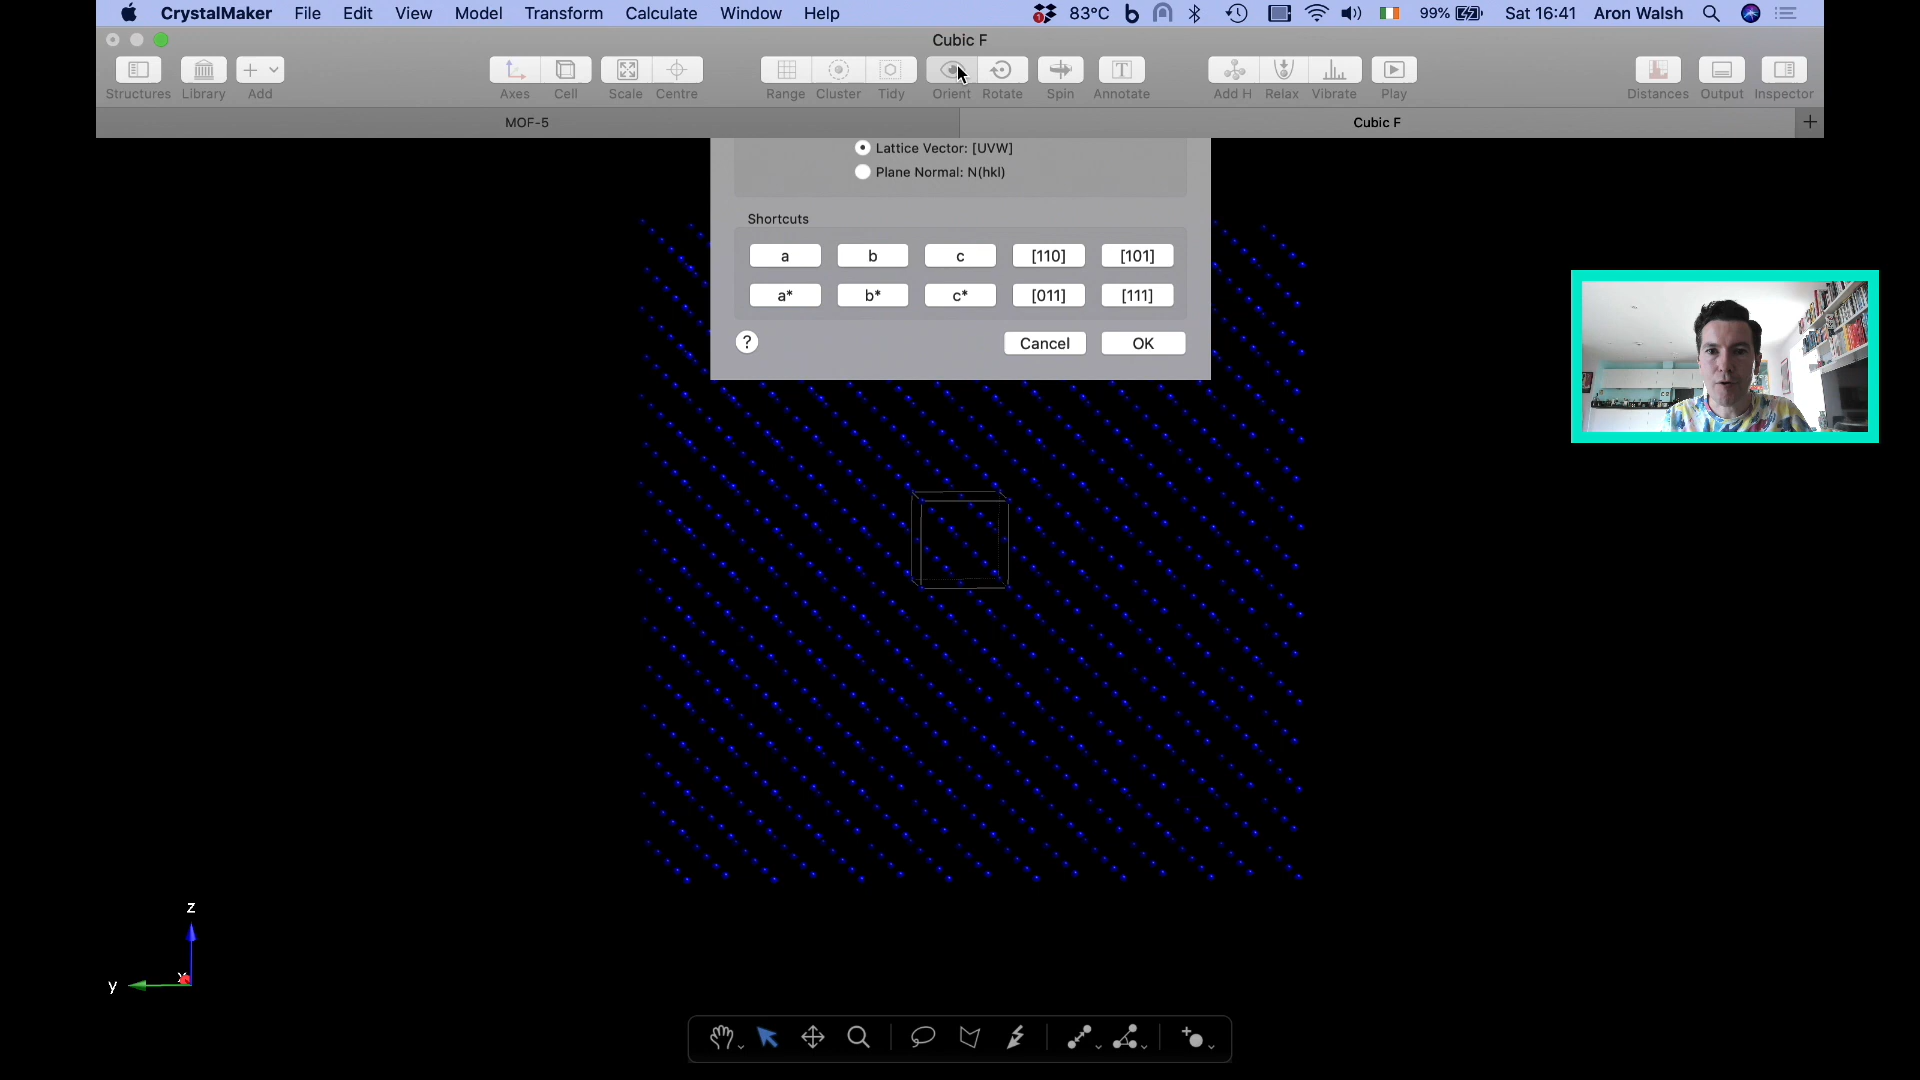 CrystalMaker File Edit View Model Transform Calculate Window Help 1 83°C 99% Sat 16:41 Aron Walsh
Cubic F
Structures Library Add Axes Cell Scale Centre Range Cluster Tidy Orient Rotate Spin Annotate Add H Relax Vibrate Play Distances Output Inspector
MOF-5 Cubic F
Lattice Vector: [UVW]
Plane Normal: N(hkl)
Shortcuts
a b c [110] [101]
a* b* c* [011] [111]
? Cancel OK
z
x
y